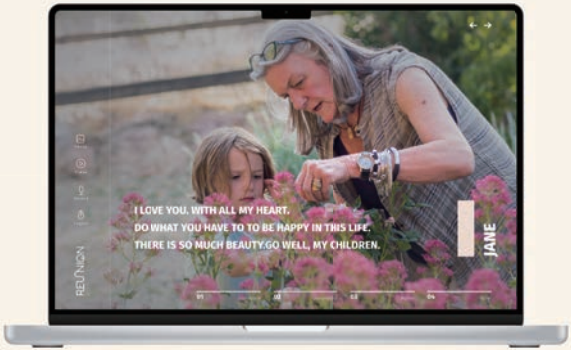 I LOVE YOU. WITH ALL MY HEART.
DO WHAT YOU HAVE TO TO BE HAPPY IN THIS LIFE.
THERE IS SO MUCH BEAUTY.GO WELL, MY CHILDREN.
JANE
REUNION
01
02
03
04